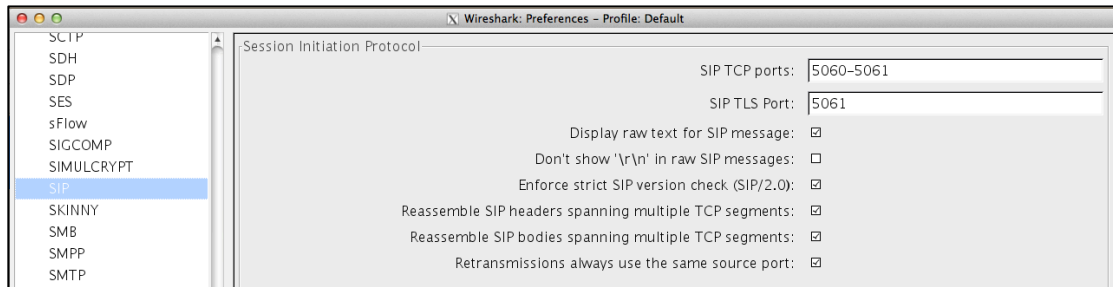 Wireshark: Preferences – Profile: Default
SCTP
SDH
SDP
SES
sFlow
SIGCOMP
SIMULCRYPT
SIP
SKINNY
SMB
SMPP
SMTP
Session Initiation Protocol
SIP TCP ports: 5060-5061
SIP TLS Port: 5061
Display raw text for SIP message:
Don't show '\r\n' in raw SIP messages:
Enforce strict SIP version check (SIP/2.0):
Reassemble SIP headers spanning multiple TCP segments:
Reassemble SIP bodies spanning multiple TCP segments:
Retransmissions always use the same source port: